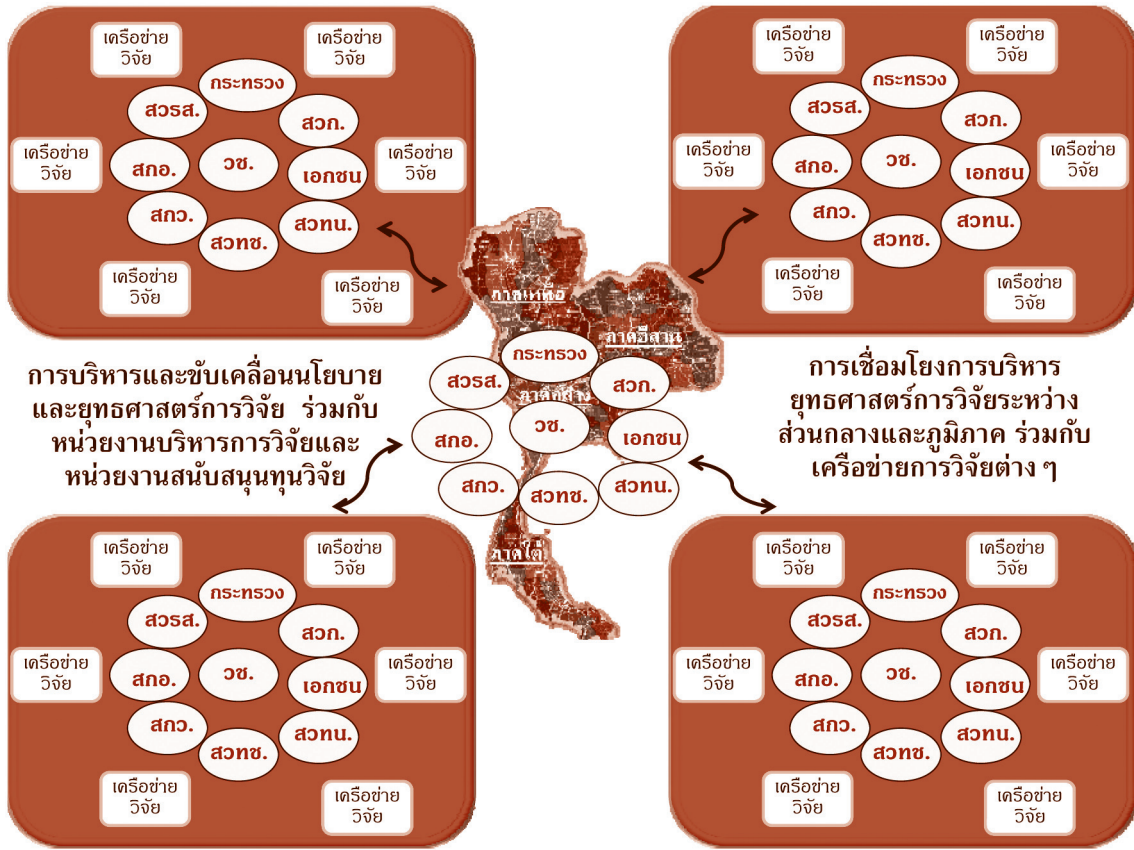 เครือข่าย
วิจัย
เครือข่าย
วิจัย
กระทรวง
สวรส.
สวก.
เครือข่าย
วิจัย
สกอ.
วช.
เอกชน
เครือข่าย
วิจัย
สกว.
สวทช.
สวทน.
เครือข่าย
วิจัย
เครือข่าย
วิจัย
เครือข่าย
วิจัย
เครือข่าย
วิจัย
กระทรวง
สวรส.
สวก.
เครือข่าย
วิจัย
สกอ.
วช.
เอกชน
เครือข่าย
วิจัย
สกว.
สวทช.
สวทน.
เครือข่าย
วิจัย
เครือข่าย
วิจัย
การบริหารและขับเคลื่อนนโยบาย
และยุทธศาสตร์การวิจัย ร่วมกับ
หน่วยงานบริหารการวิจัยและ
หน่วยงานสนับสนุนทุนวิจัย
ภาคเหนือ
ภาคอีสาน
กระทรวง
สวรส.
สวก.
สกอ.
วช.
เอกชน
สกว.
สวทช.
สวทน.
ภาคใต้
การเชื่อมโยงการบริหาร
ยุทธศาสตร์การวิจัยระหว่าง
ส่วนกลางและภูมิภาค ร่วมกับ
เครือข่ายการวิจัยต่าง ๆ
เครือข่าย
วิจัย
เครือข่าย
วิจัย
กระทรวง
สวรส.
สวก.
เครือข่าย
วิจัย
สกอ.
วช.
เอกชน
เครือข่าย
วิจัย
สกว.
สวทช.
สวทน.
เครือข่าย
วิจัย
เครือข่าย
วิจัย
เครือข่าย
วิจัย
เครือข่าย
วิจัย
กระทรวง
สวรส.
สวก.
เครือข่าย
วิจัย
สกอ.
วช.
เอกชน
เครือข่าย
วิจัย
สกว.
สวทช.
สวทน.
เครือข่าย
วิจัย
เครือข่าย
วิจัย